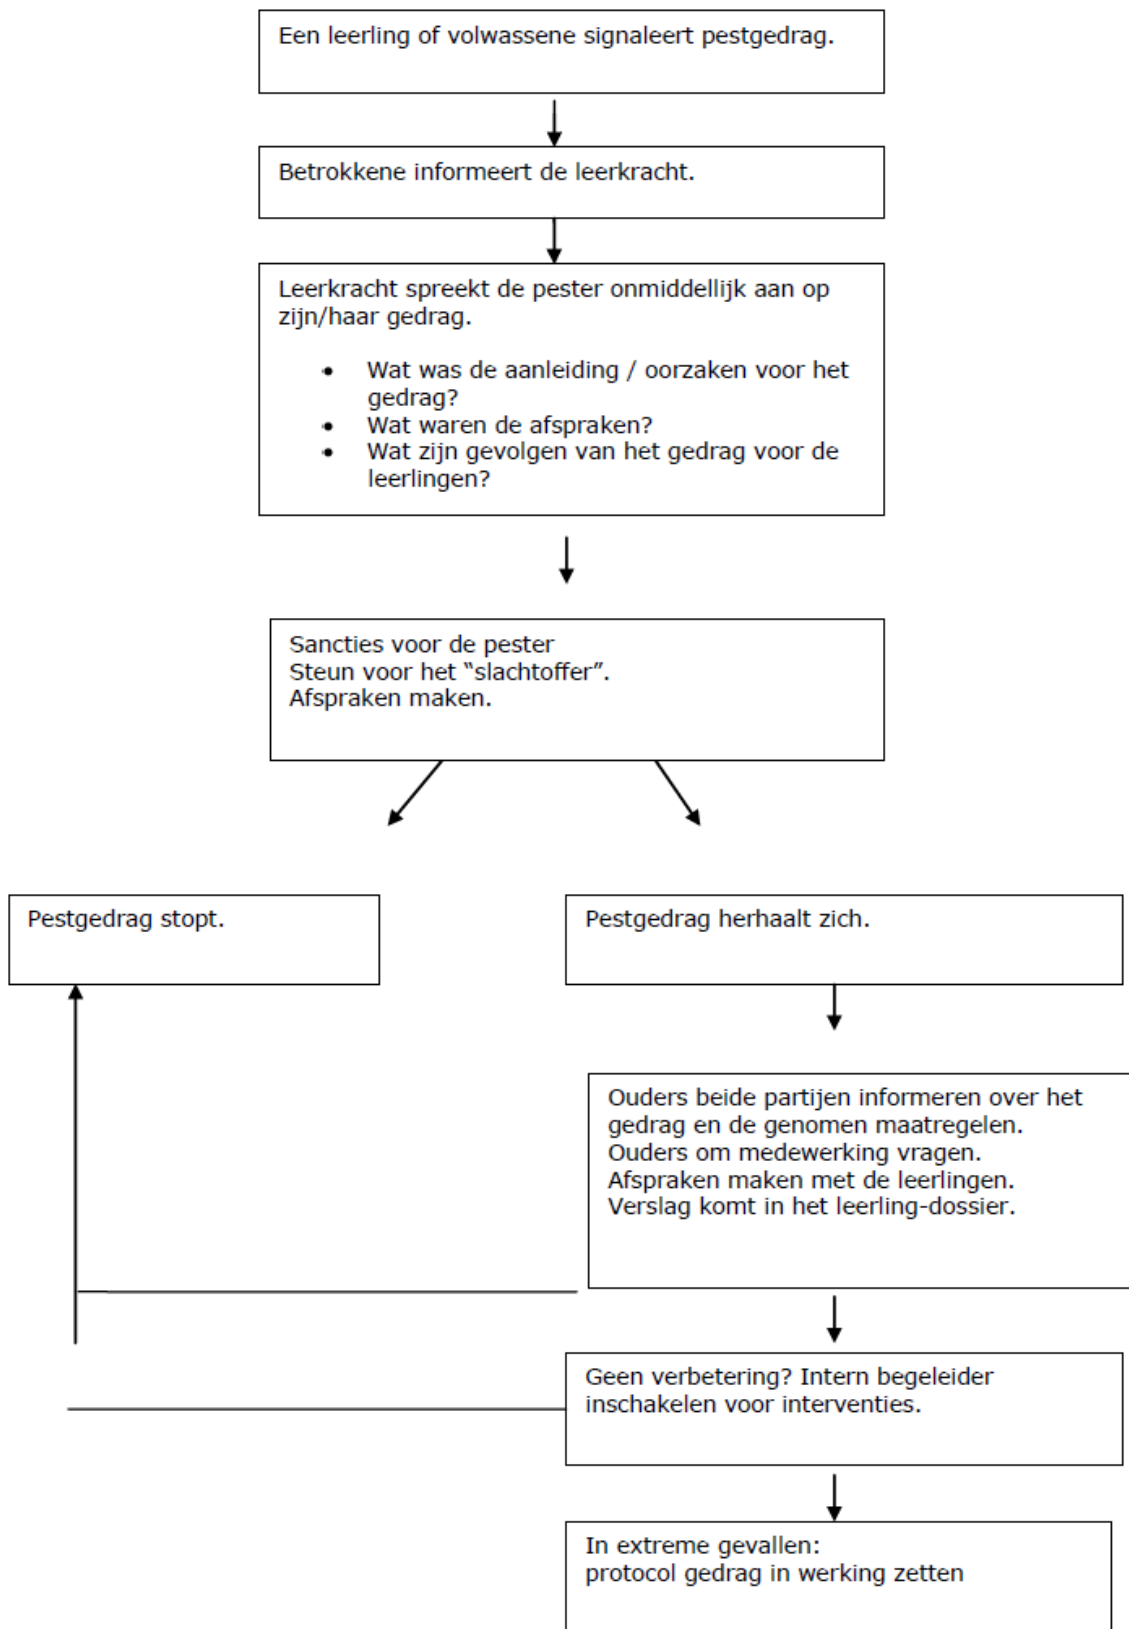 Een leerling of volwassene signaleert pestgedrag.
Betrokkene informeert de leerkracht.
Leerkracht spreekt de pester onmiddellijk aan op
zijn/haar gedrag.
• Wat was de aanleiding / oorzaken voor het
gedrag?
• Wat waren de afspraken?
• Wat zijn gevolgen van het gedrag voor de
leerlingen?
Sancties voor de pester
Steun voor het “slachtoffer”.
Afspraken maken.
Pestgedrag stopt.
Pestgedrag herhaalt zich.
Ouders beide partijen informeren over het
gedrag en de genomen maatregelen.
Ouders om medewerking vragen.
Afspraken maken met de leerlingen.
Verslag komt in het leerling-dossier.
Geen verbetering? Intern begeleider
inschakelen voor interventies.
In extreme gevallen:
protocol gedrag in werking zetten